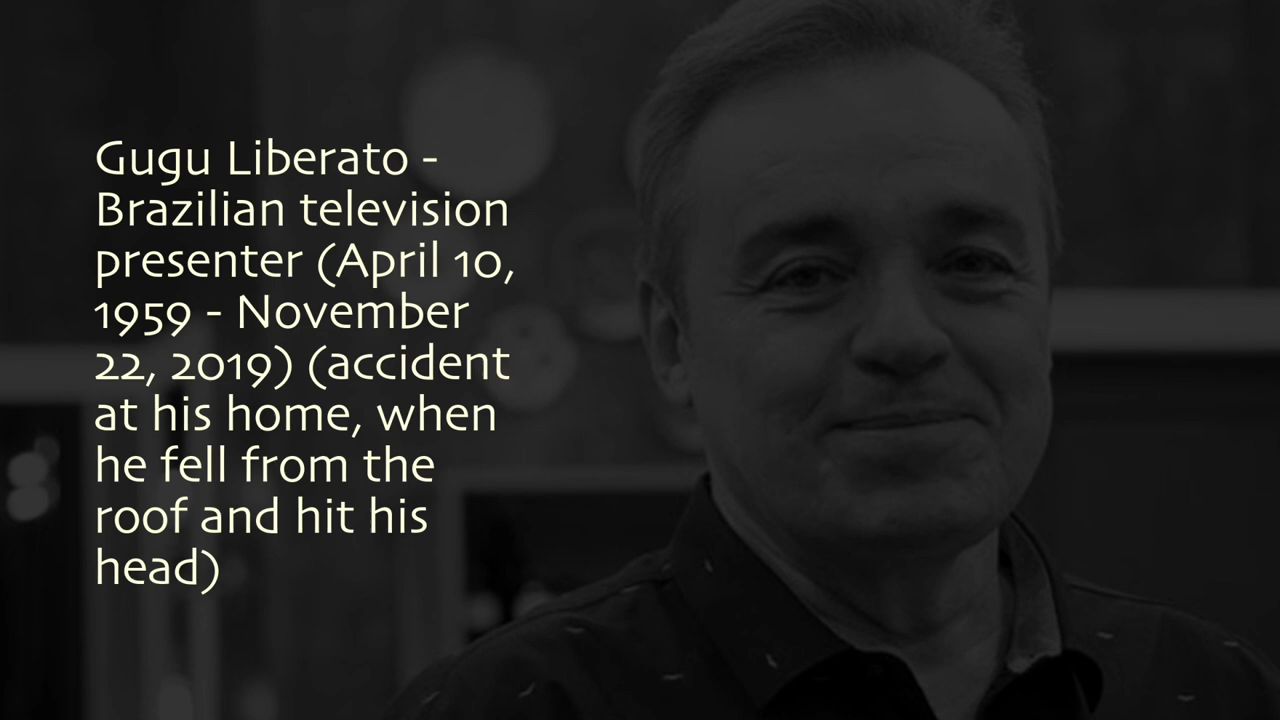 Gugu Liberato -
Brazilian television
presenter (April 10,
1959 - November
22, 2019) (accident
at his home, when
he fell from the
roof and hit his
head)